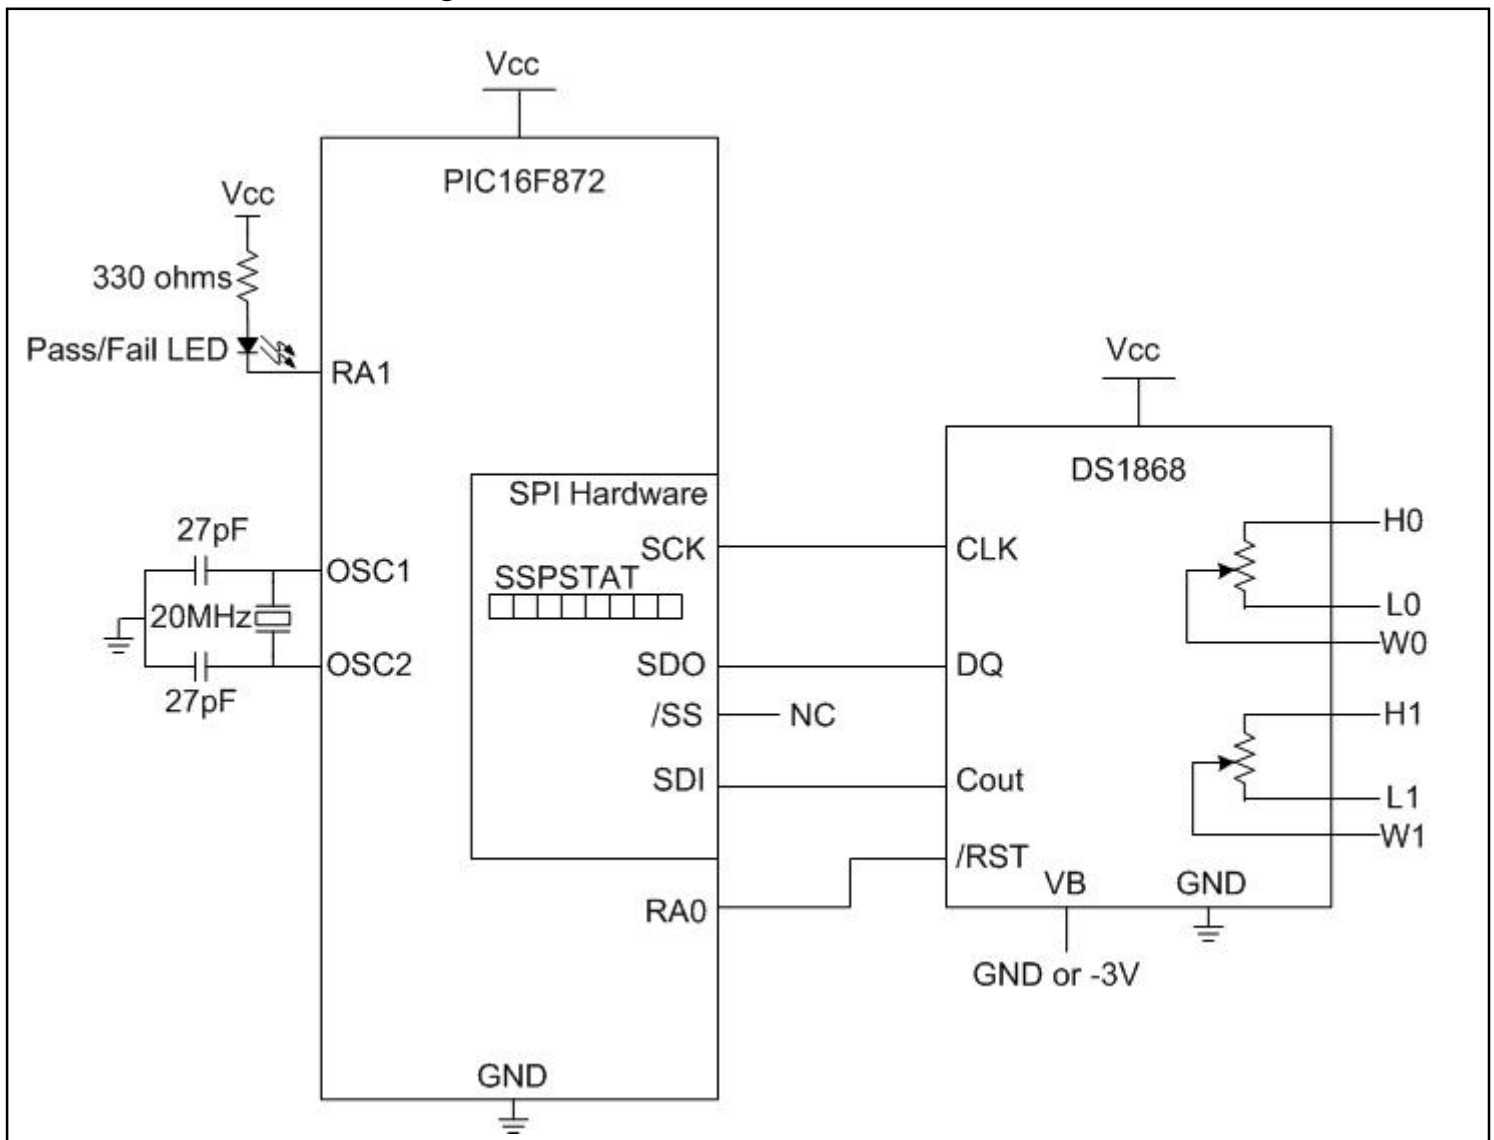 Vcc
PIC16F872
Vcc
330 ohms
Pass/Fail LED
RA1
27pF
OSC1
20MHz
OSC2
27pF
SPI Hardware
SCK
SSPSTAT
SDO
/SS
NC
SDI
RA0
GND
Vcc
DS1868
CLK
DQ
Cout
/RST
VB
GND
GND or -3V
H0
L0
W0
H1
L1
W1